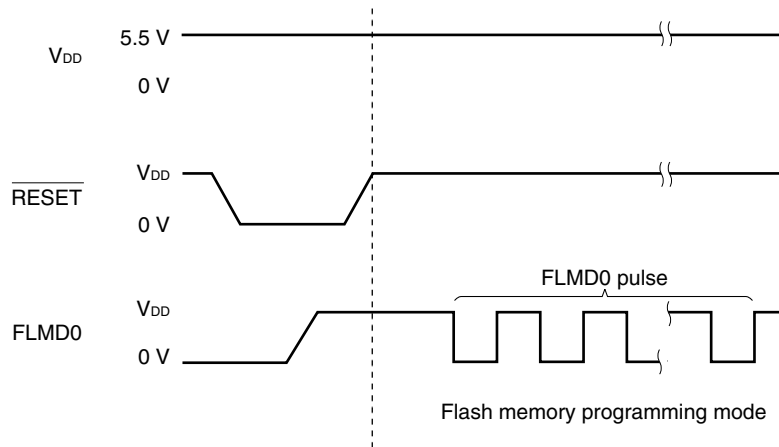 5.5 V
VDD
0 V
VDD
RESET
0 V
FLMD0 pulse
VDD
FLMD0
0 V
Flash memory programming mode